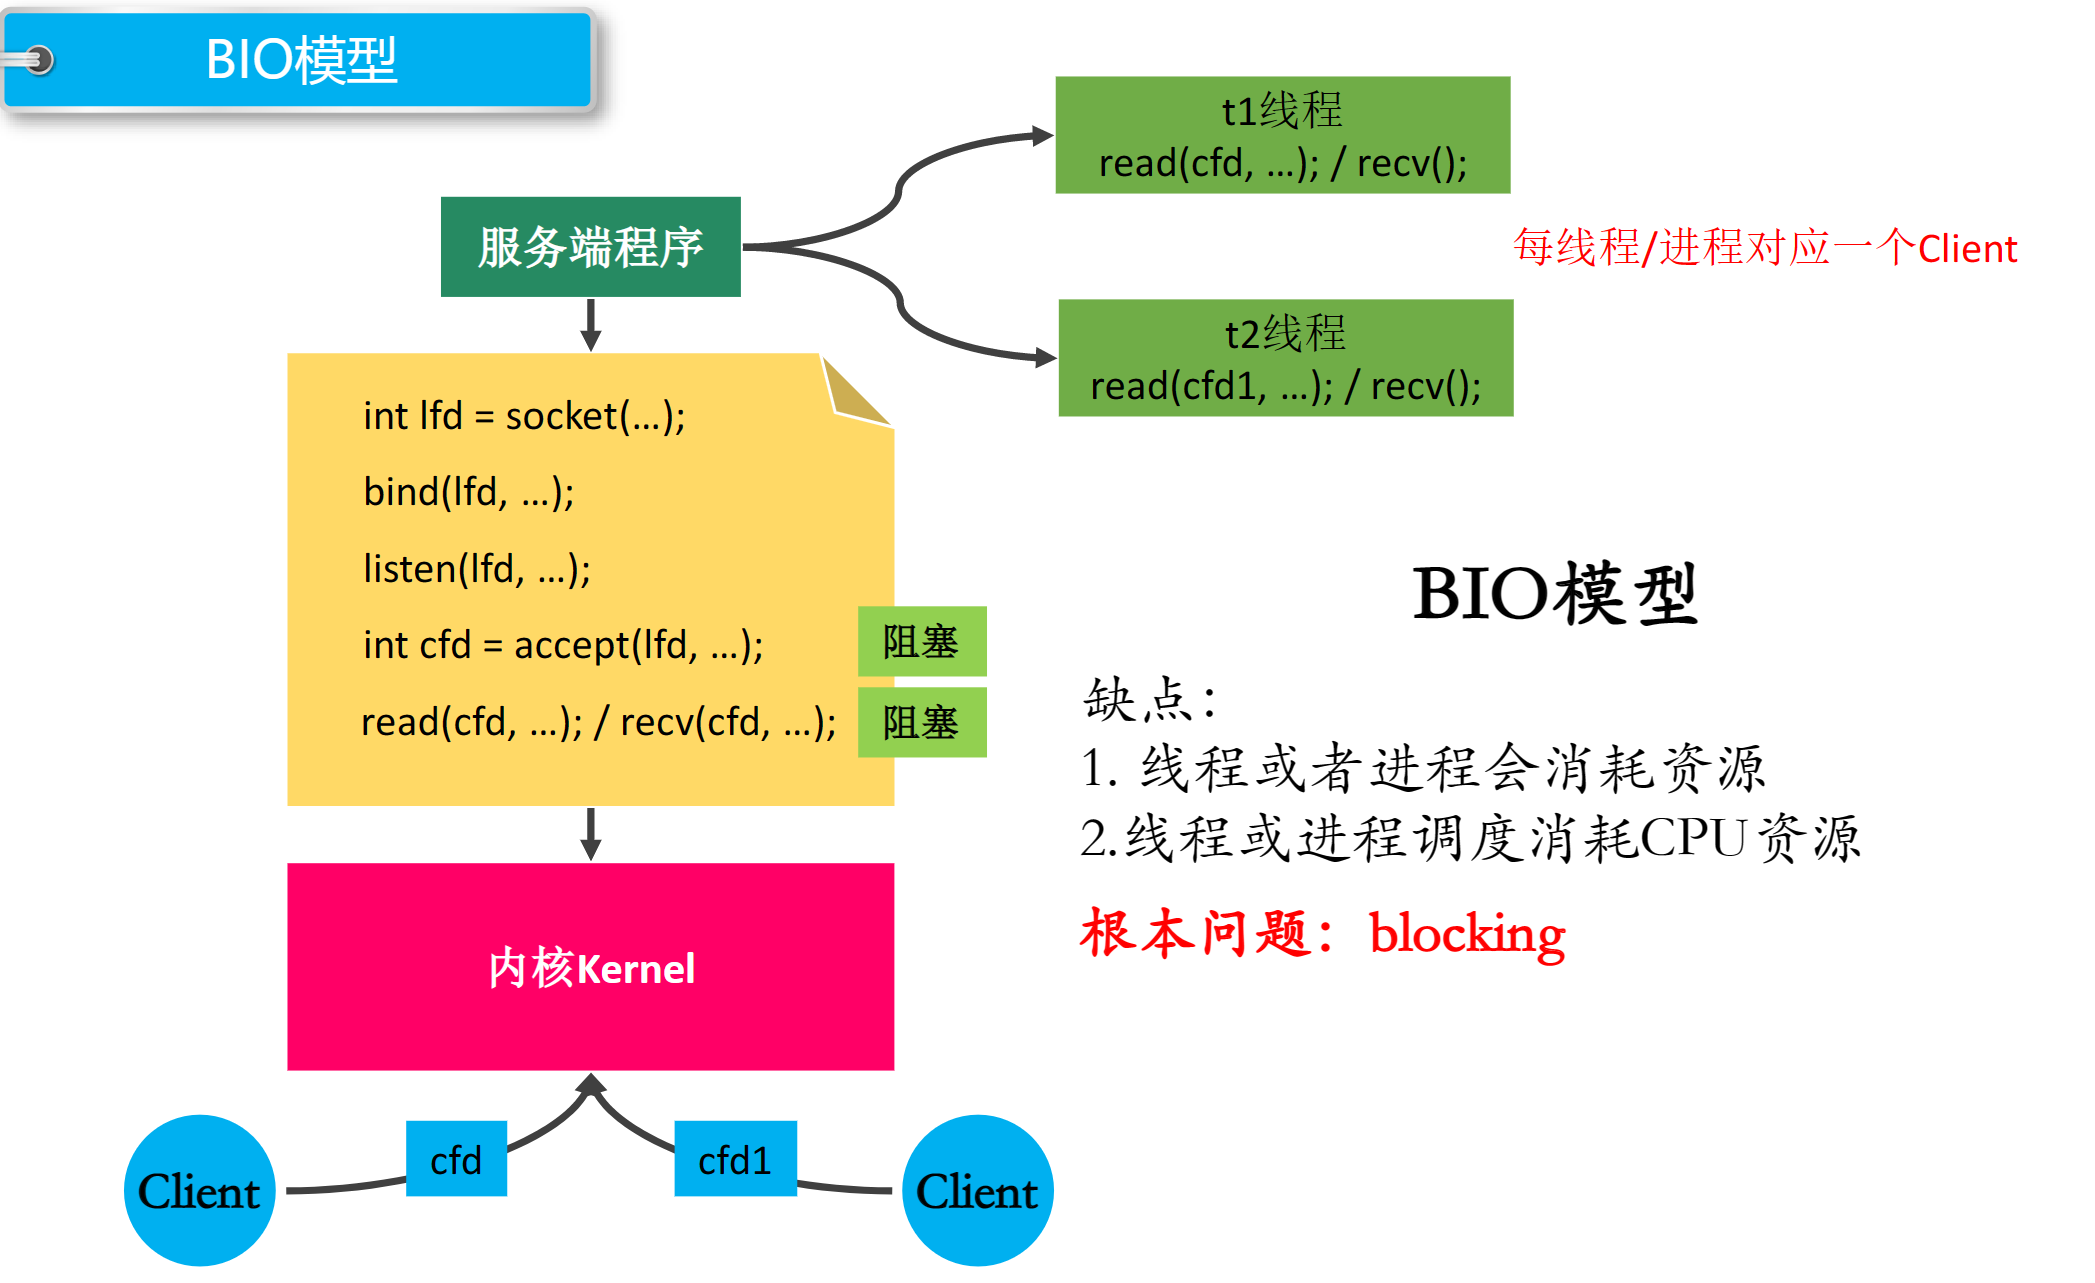 BIO模型
t1线程
read(cfd, …); / recv();
服务端程序
每线程/进程对应一个Client
t2线程
read(cfd1, …); / recv();
int lfd = socket(…);
bind(lfd, …);
listen(lfd, …);
int cfd = accept(lfd, …);
阻塞
read(cfd, …); / recv(cfd, …);
阻塞
BIO模型
缺点：
1. 线程或者进程会消耗资源
2.线程或进程调度消耗CPU资源
根本问题：blocking
内核Kernel
cfd
cfd1
Client
Client